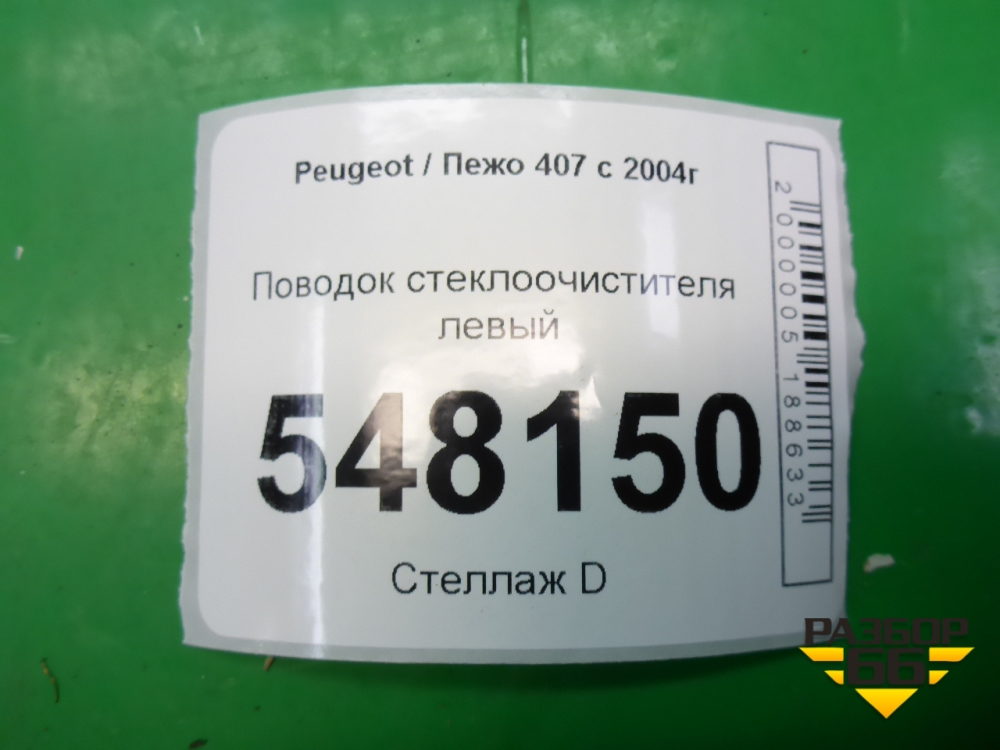 Peugeot / Пежо 407 с 2004г
Поводок стеклоочистителя
левый
548150
Стеллаж D
2000005188633
РАЗБОР
66